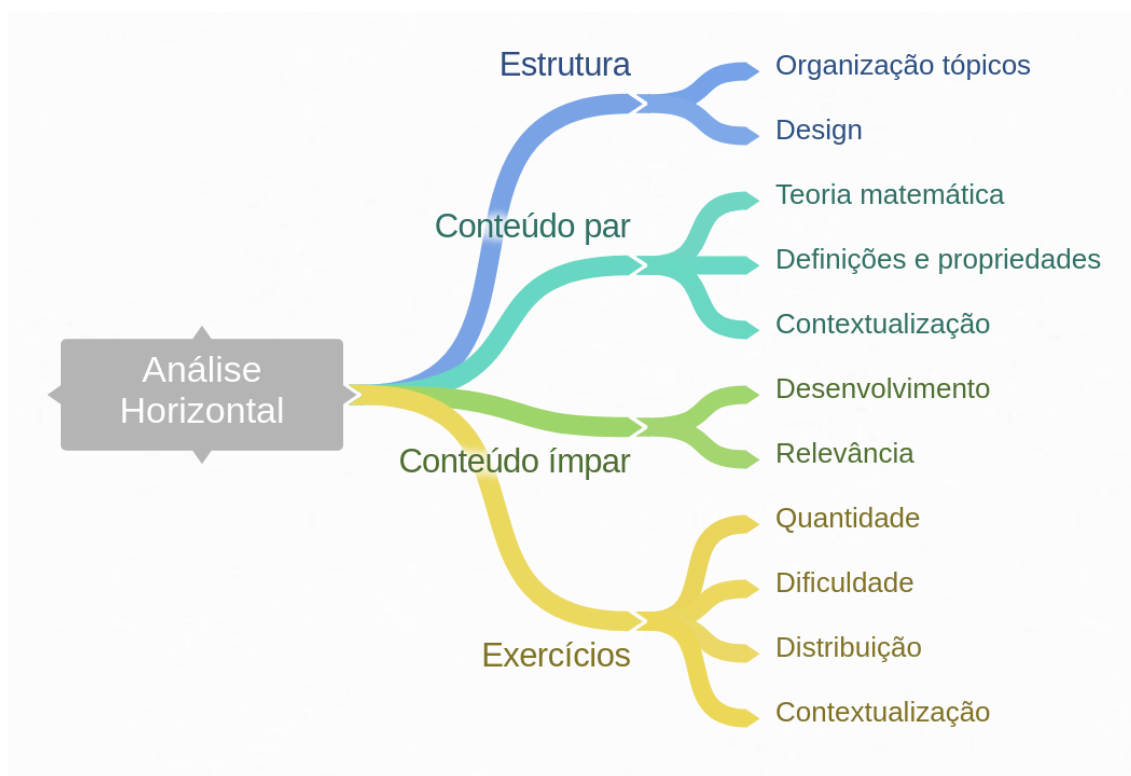 Análise
Horizontal
Estrutura
Organização tópicos
Design
Conteúdo par
Teoria matemática
Definições e propriedades
Contextualização
Conteúdo ímpar
Desenvolvimento
Relevância
Exercícios
Quantidade
Dificuldade
Distribuição
Contextualização